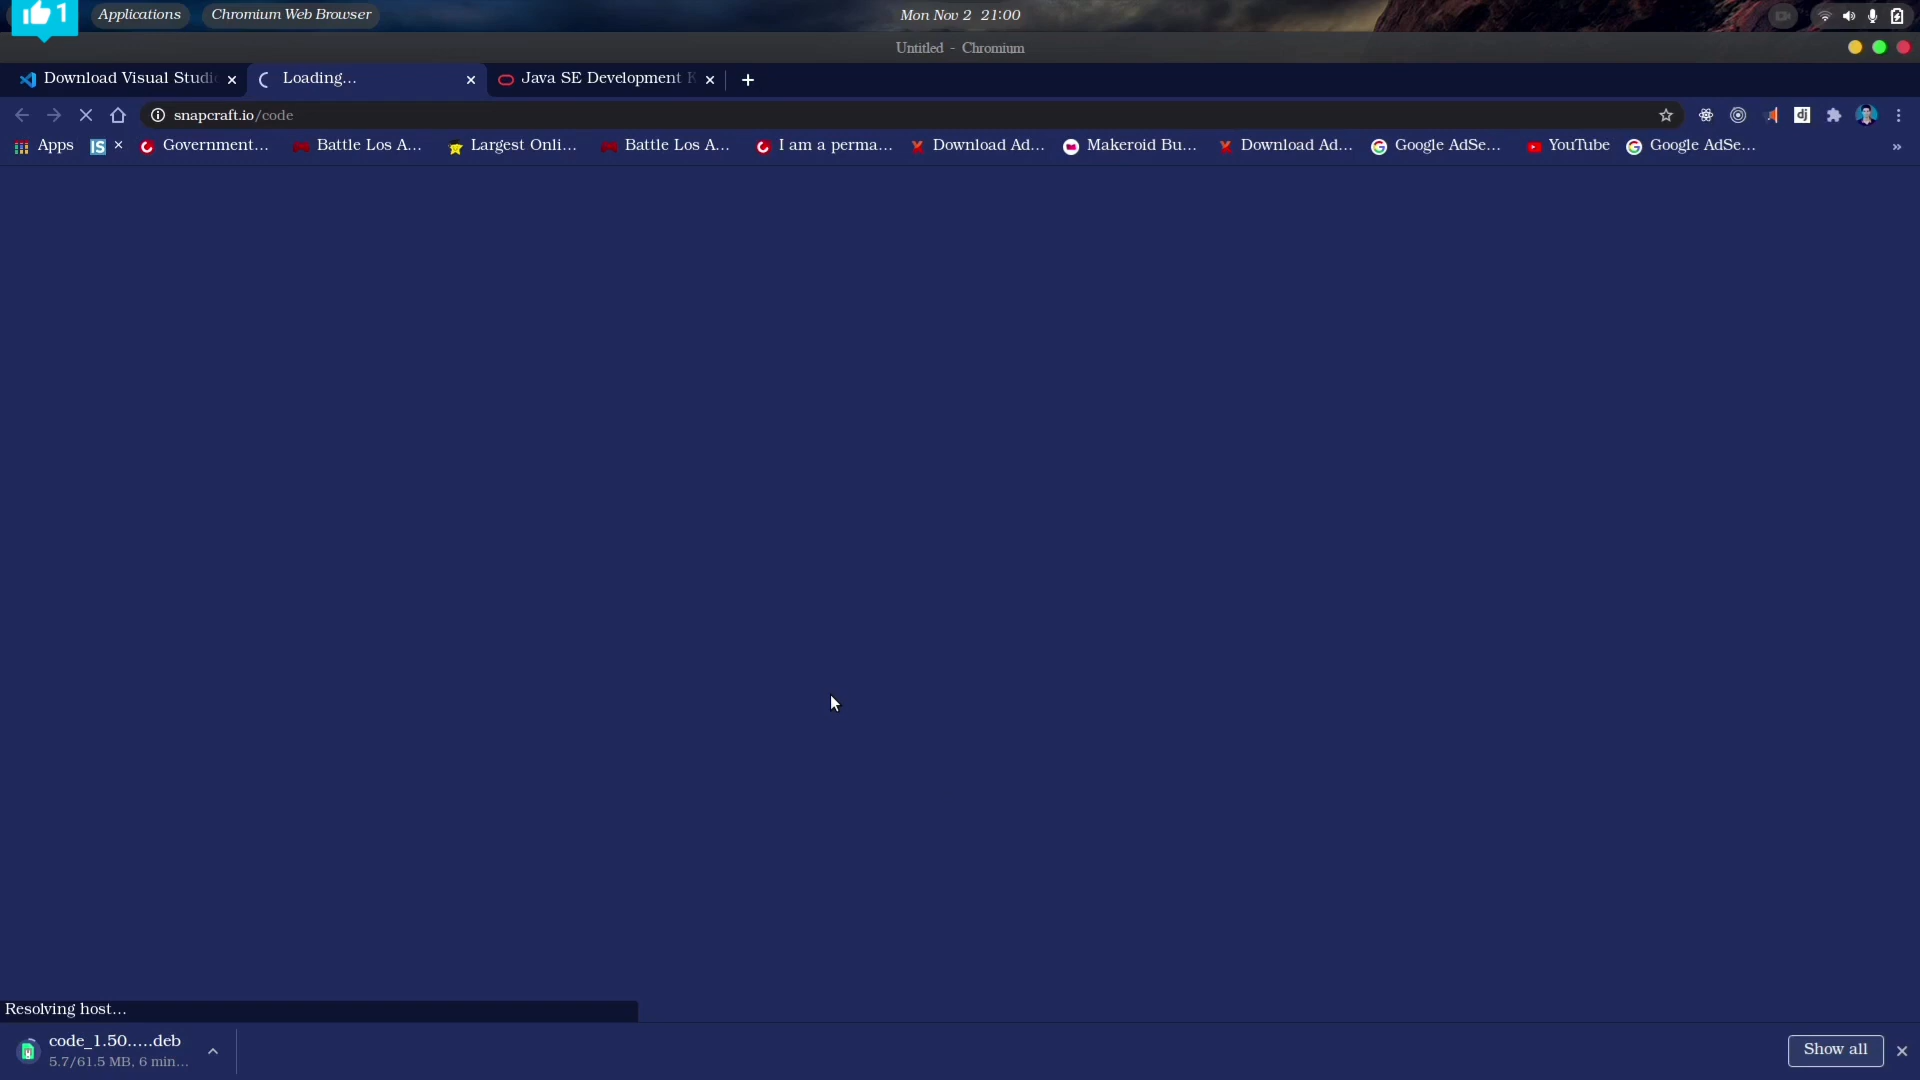 1
Applications
Chromium Web Browser
Mon Nov 2 21:00
Untitled - Chromium
Download Visual Studi
Loading...
Java SE Development K
snapcraft.io/code
Apps
IS
Government...
Battle Los A...
Largest Onli...
Battle Los A...
I am a perma...
Download Ad...
Makeroid Bu...
Download Ad...
Google AdSe...
YouTube
Google AdSe...
»
dj
Resolving host...
code_1.50.....deb
5.7/61.5 MB, 6 min...
Show all